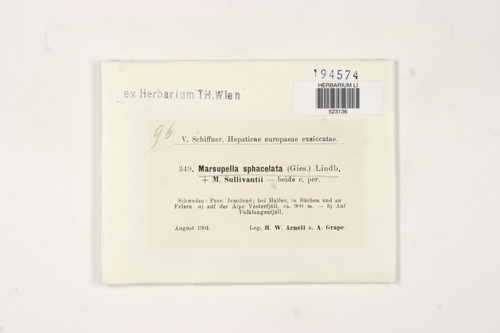 194574
ex Herbarium TH.Wien
HERBARIUM LI
523136
96
V. Schiffner, Hepaticae europaeae exsiccatae.
349. Marsupella sphacelata (Gies.) Lindb.
+ M. Sullivantii — beide c. per.
Schweden: Prov. Jemtland; bei Hallen, in Bächen und an
Felsen a) auf der Alpe Vesterfjäll, ca. 900 m. — b) Auf
Falkfangenfjäll.
August 1904. Leg. H. W. Arnell u. A. Grape.